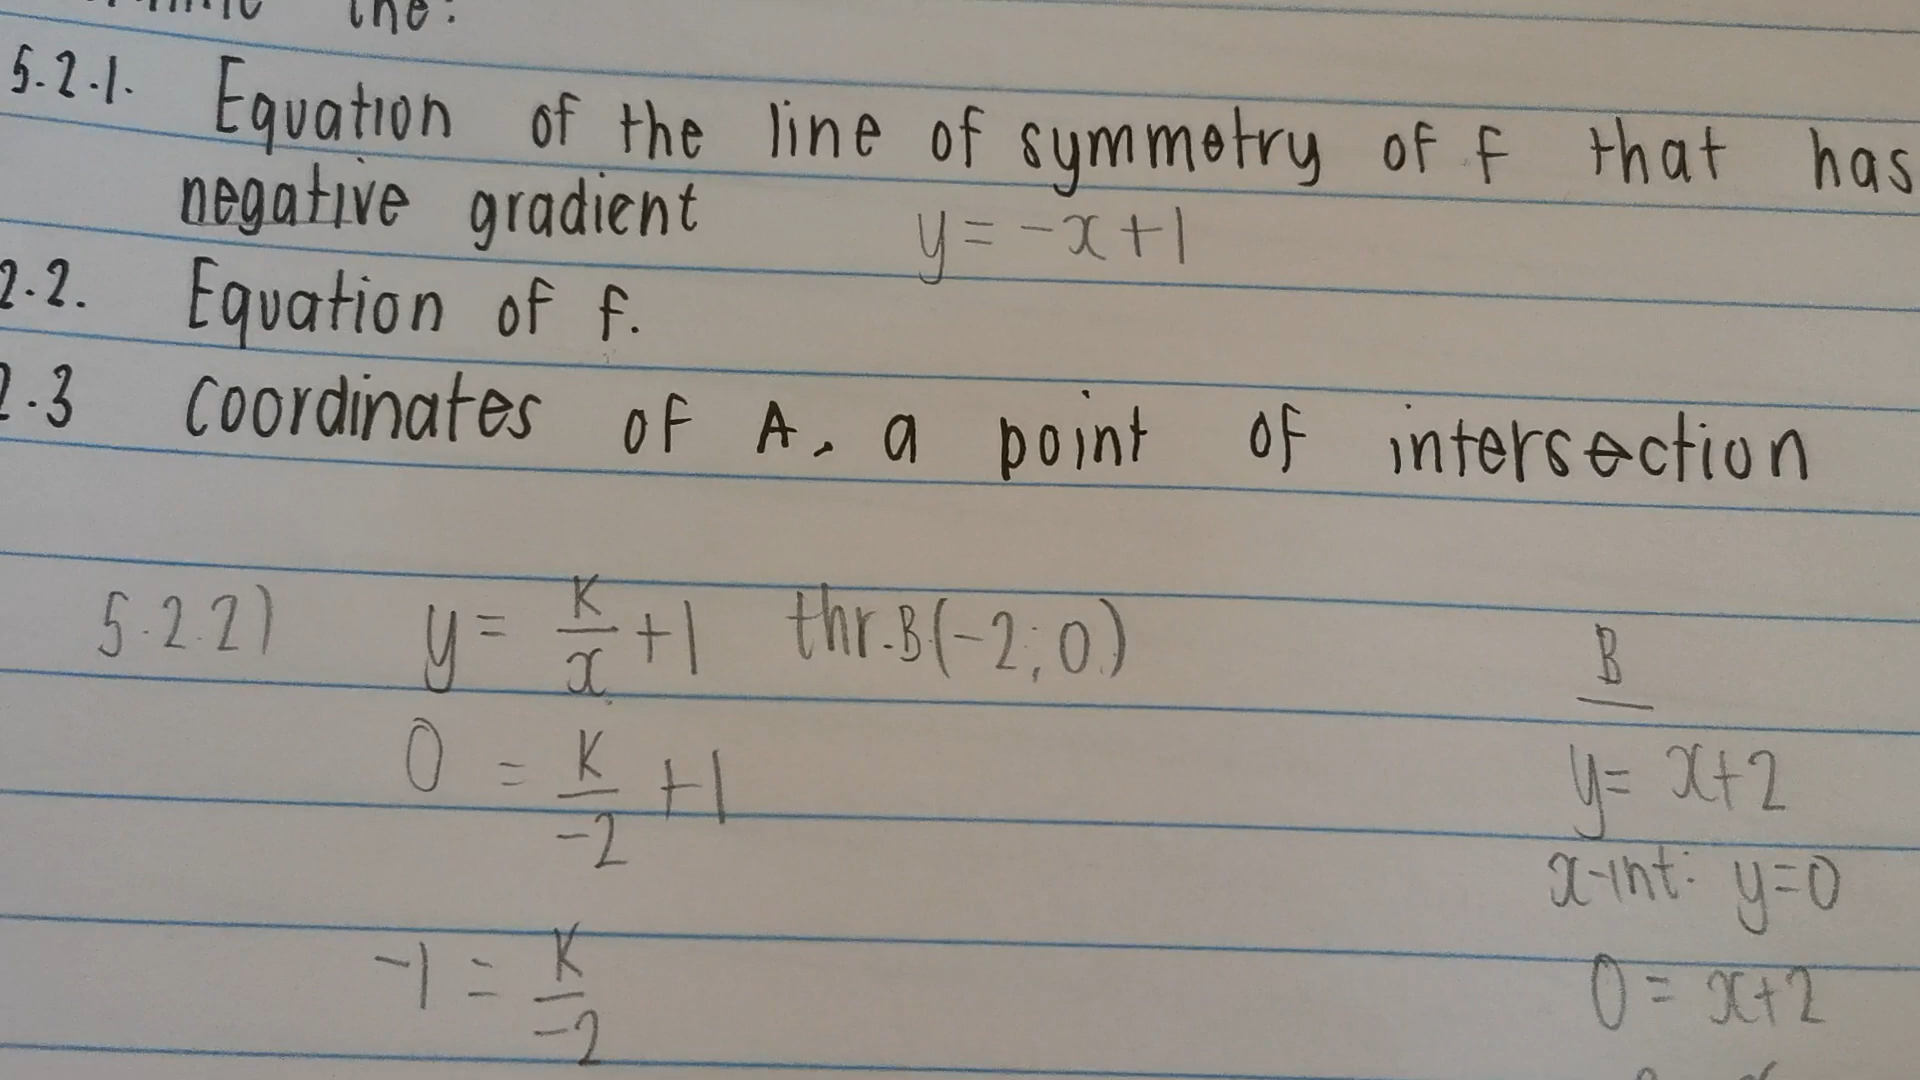 the:
5.2.1. Equation of the line of symmetry of f that has
negative gradient y = -x+1
2.2. Equation of f.
2.3 coordinates of A, a point of intersection
5.2.2) y = K/x +1 thr. B(-2;0)
0 = K/-2 +1
-1 = K/-2
B
y= x+2
x-int: y=0
0 = x+2